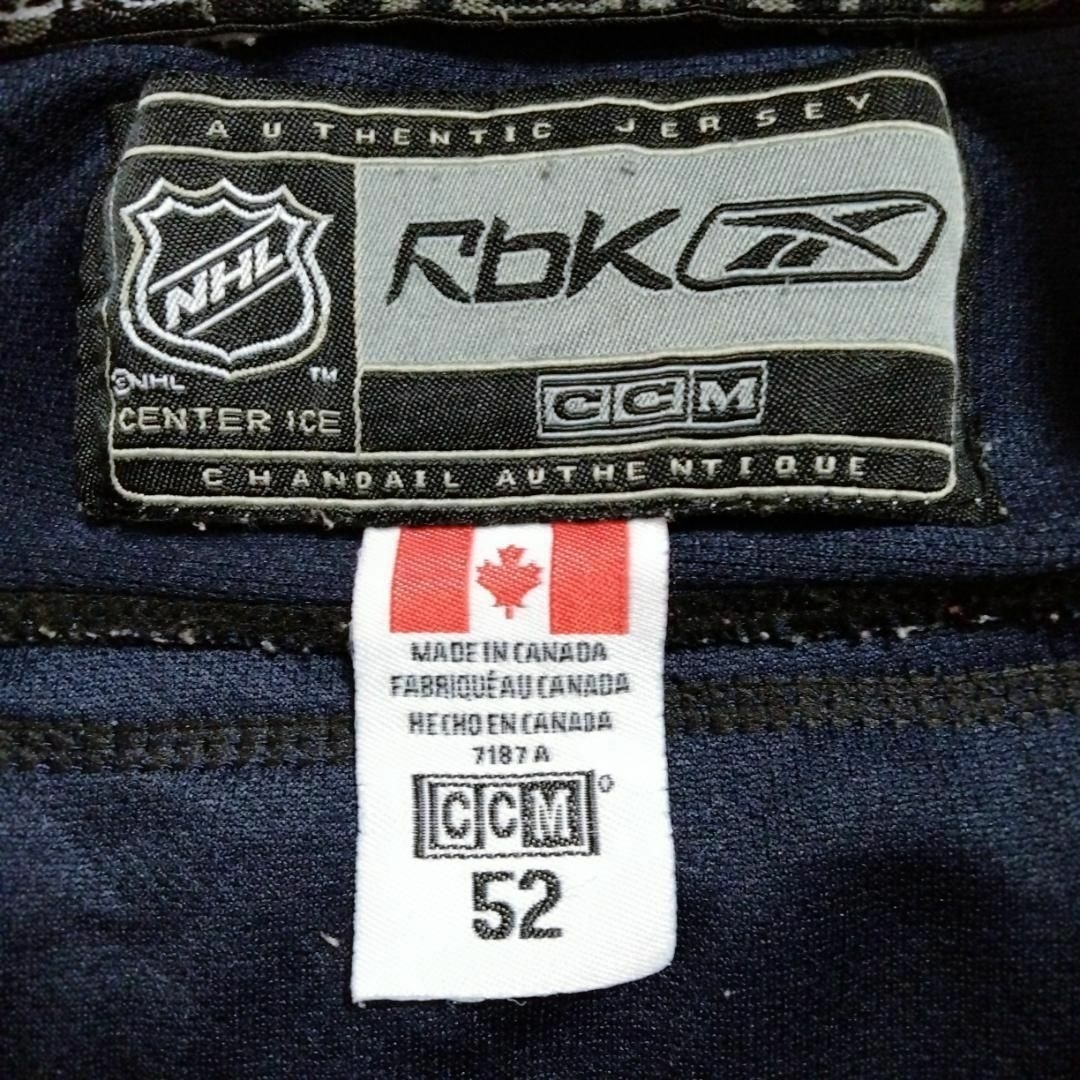 AUTHENTIC JERSEY
NHL
RbK
©NHL TM
CENTER ICE
CCM
CHANDAIL AUTHENTIQUE
MADE IN CANADA
FABRIQUÉ AU CANADA
HECHO EN CANADA
7187 A
CCM
52